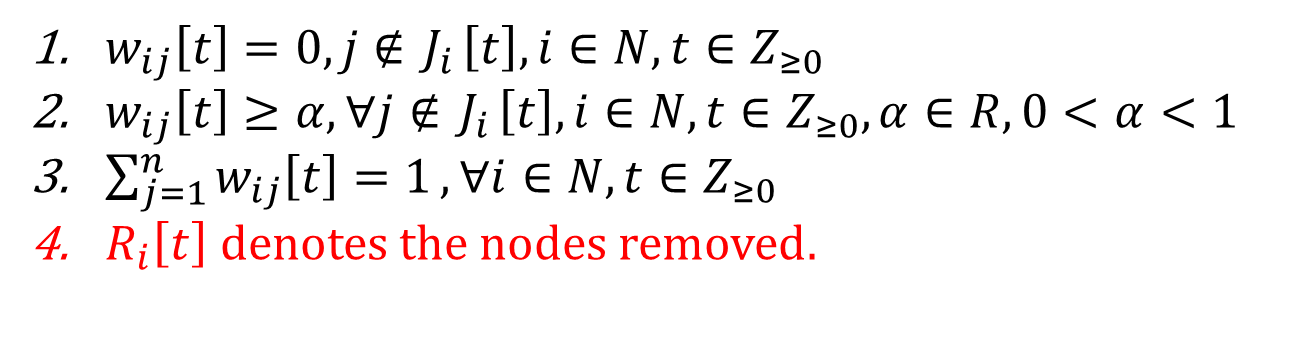 1. w_{ij}[t] = 0, j ∉ J_i [t], i ∈ N, t ∈ Z_{≥0}
2. w_{ij}[t] ≥ α, ∀j ∉ J_i [t], i ∈ N, t ∈ Z_{≥0}, α ∈ R, 0 < α < 1
3. ∑_{j=1}^{n} w_{ij}[t] = 1, ∀i ∈ N, t ∈ Z_{≥0}
4. R_i[t] denotes the nodes removed.